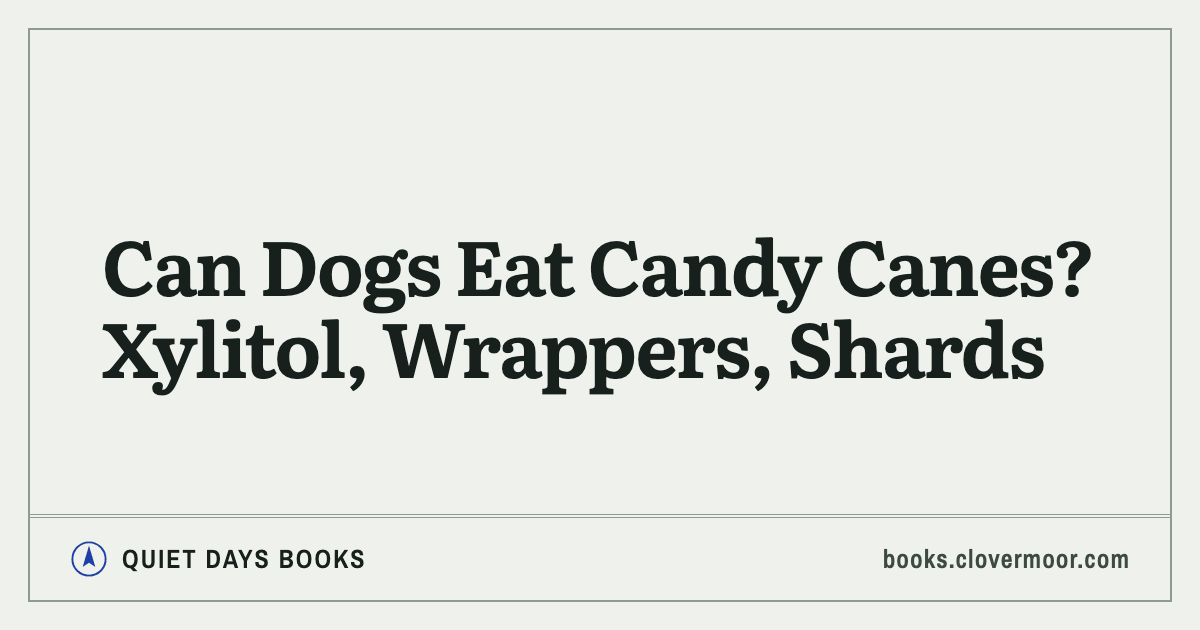 Can Dogs Eat Candy Canes?
Xylitol, Wrappers, Shards
QUIET DAYS BOOKS
books.clovermoor.com